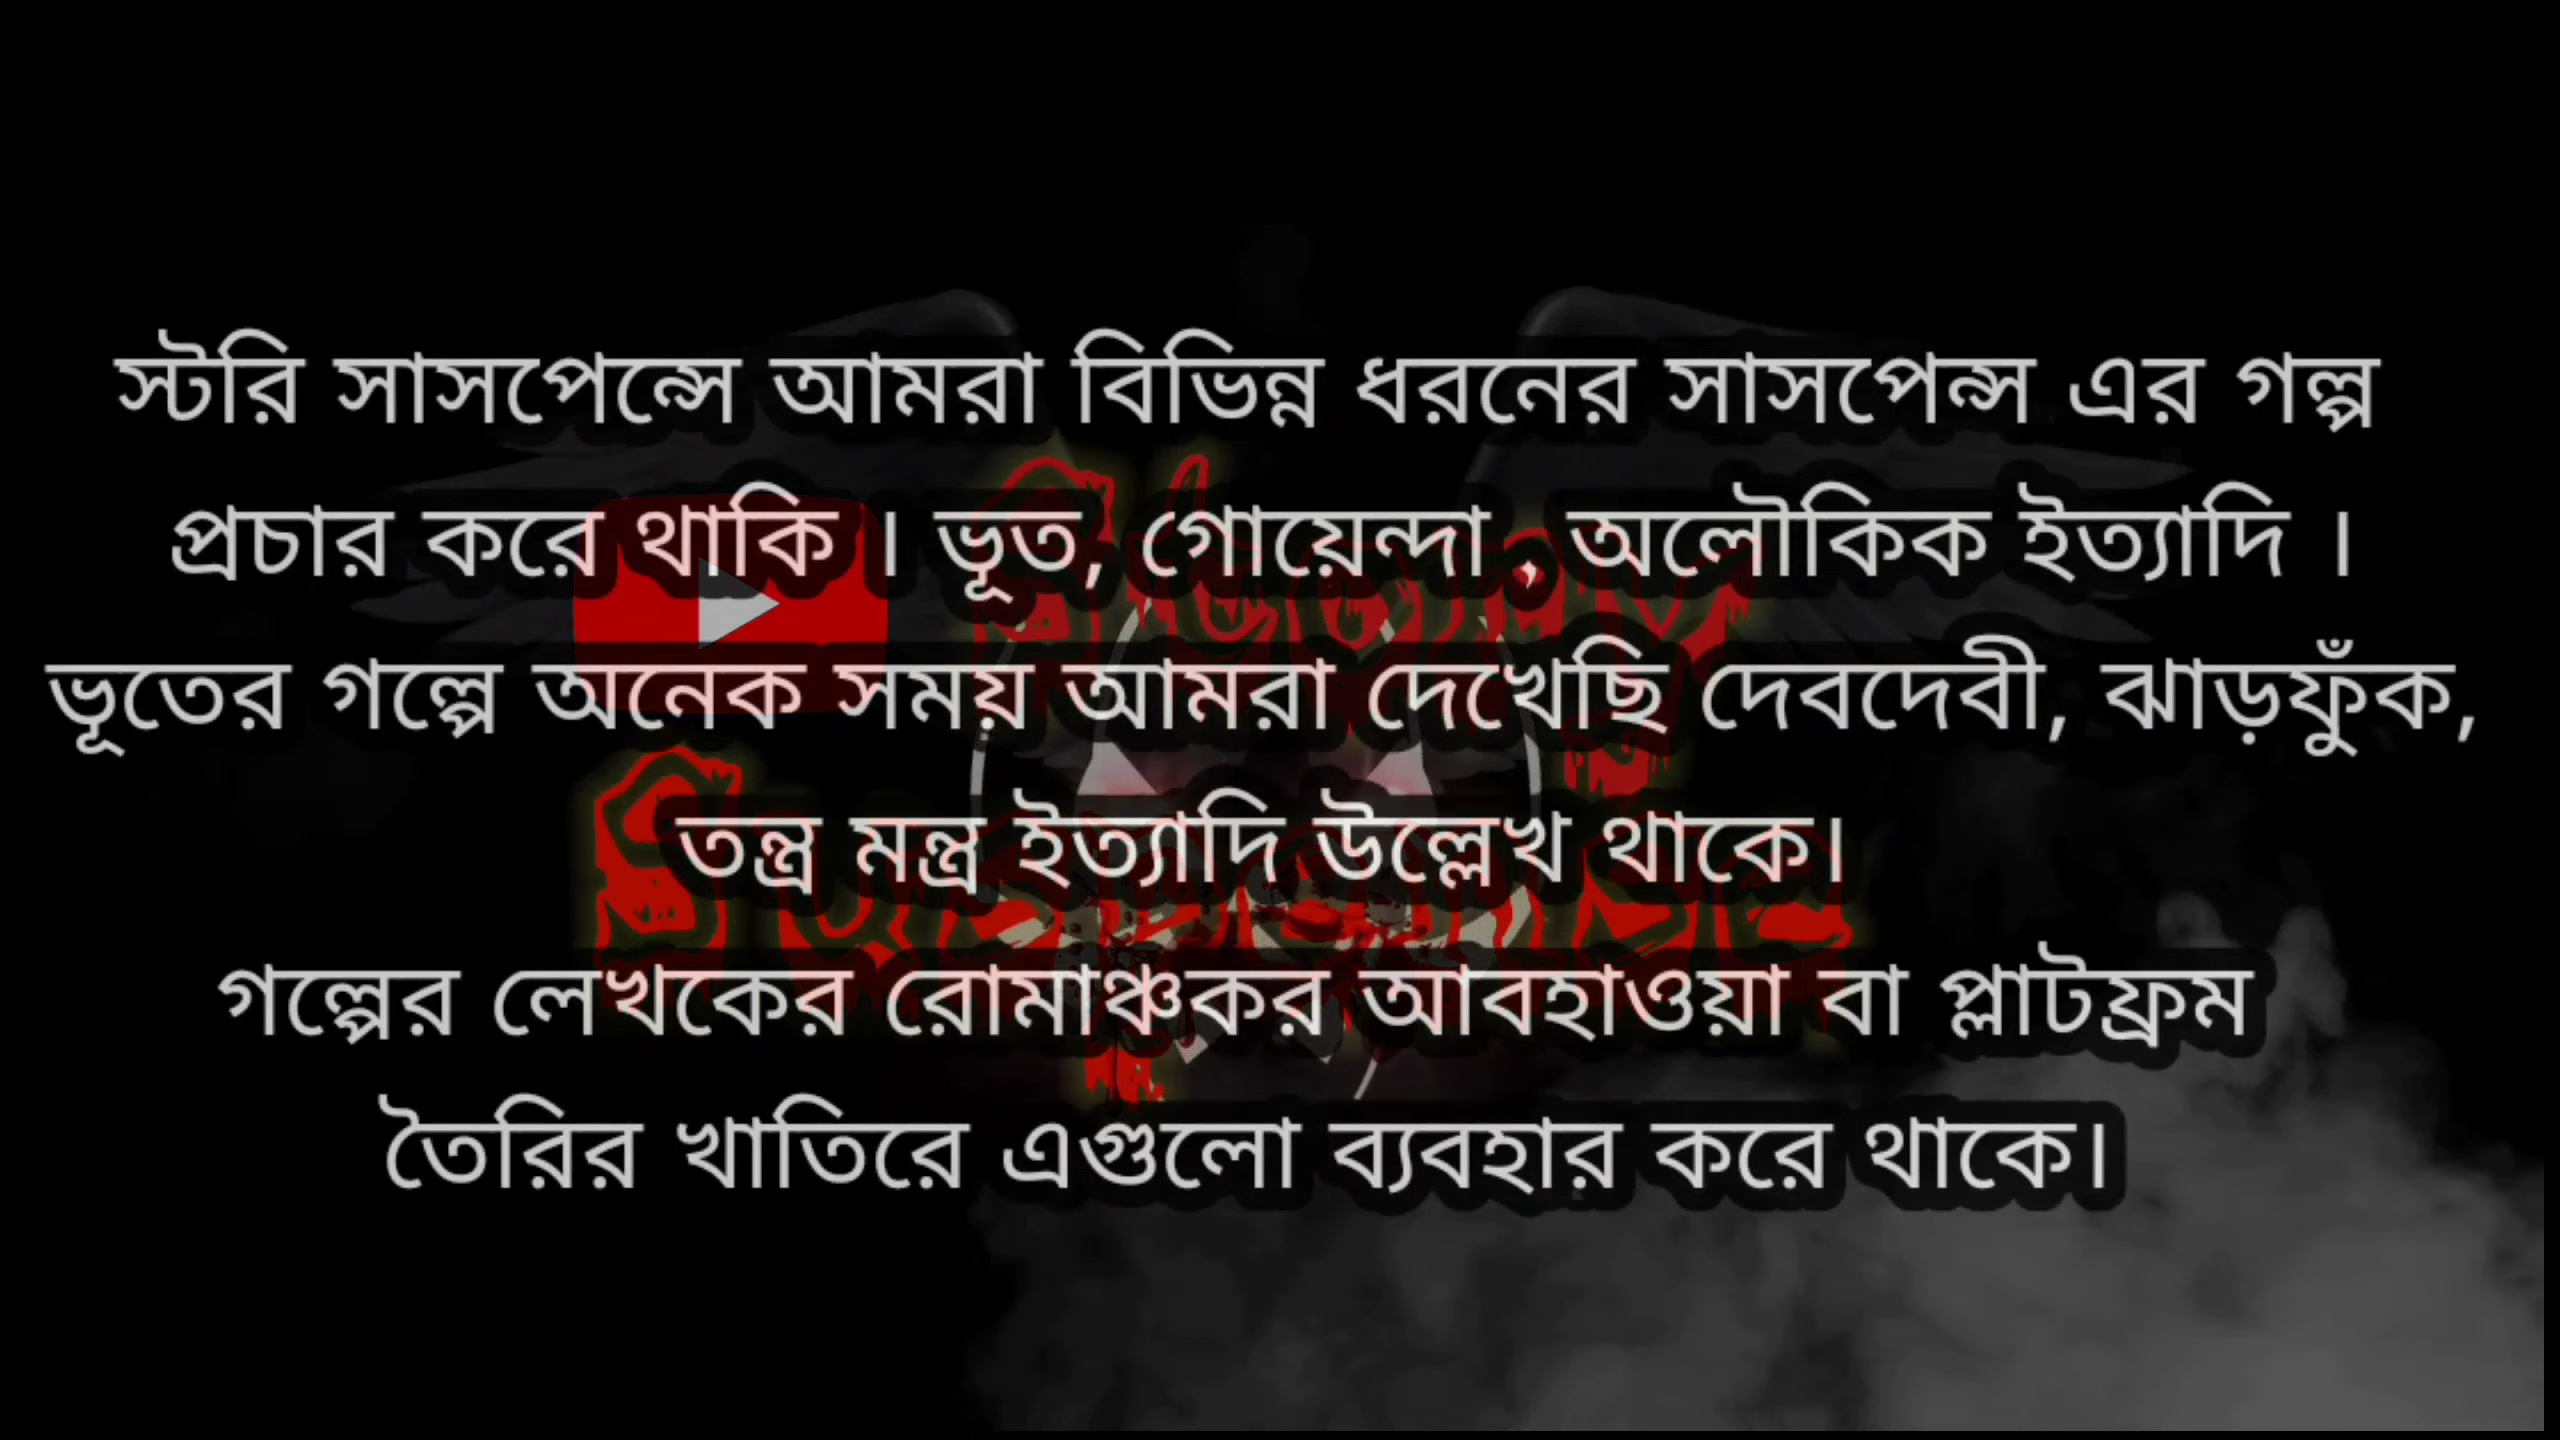 স্টরি সাসপেন্সে আমরা বিভিন্ন ধরনের সাসপেন্স এর গল্প
প্রচার করে থাকি । ভূত, গোয়েন্দা , অলৌকিক ইত্যাদি ।
ভূতের গল্পে অনেক সময় আমরা দেখেছি দেবদেবী, ঝাড়ফুঁক,
তন্ত্র মন্ত্র ইত্যাদি উল্লেখ থাকে।
গল্পের লেখকের রোমাঞ্চকর আবহাওয়া বা প্লাটফ্রম
তৈরির খাতিরে এগুলো ব্যবহার করে থাকে।